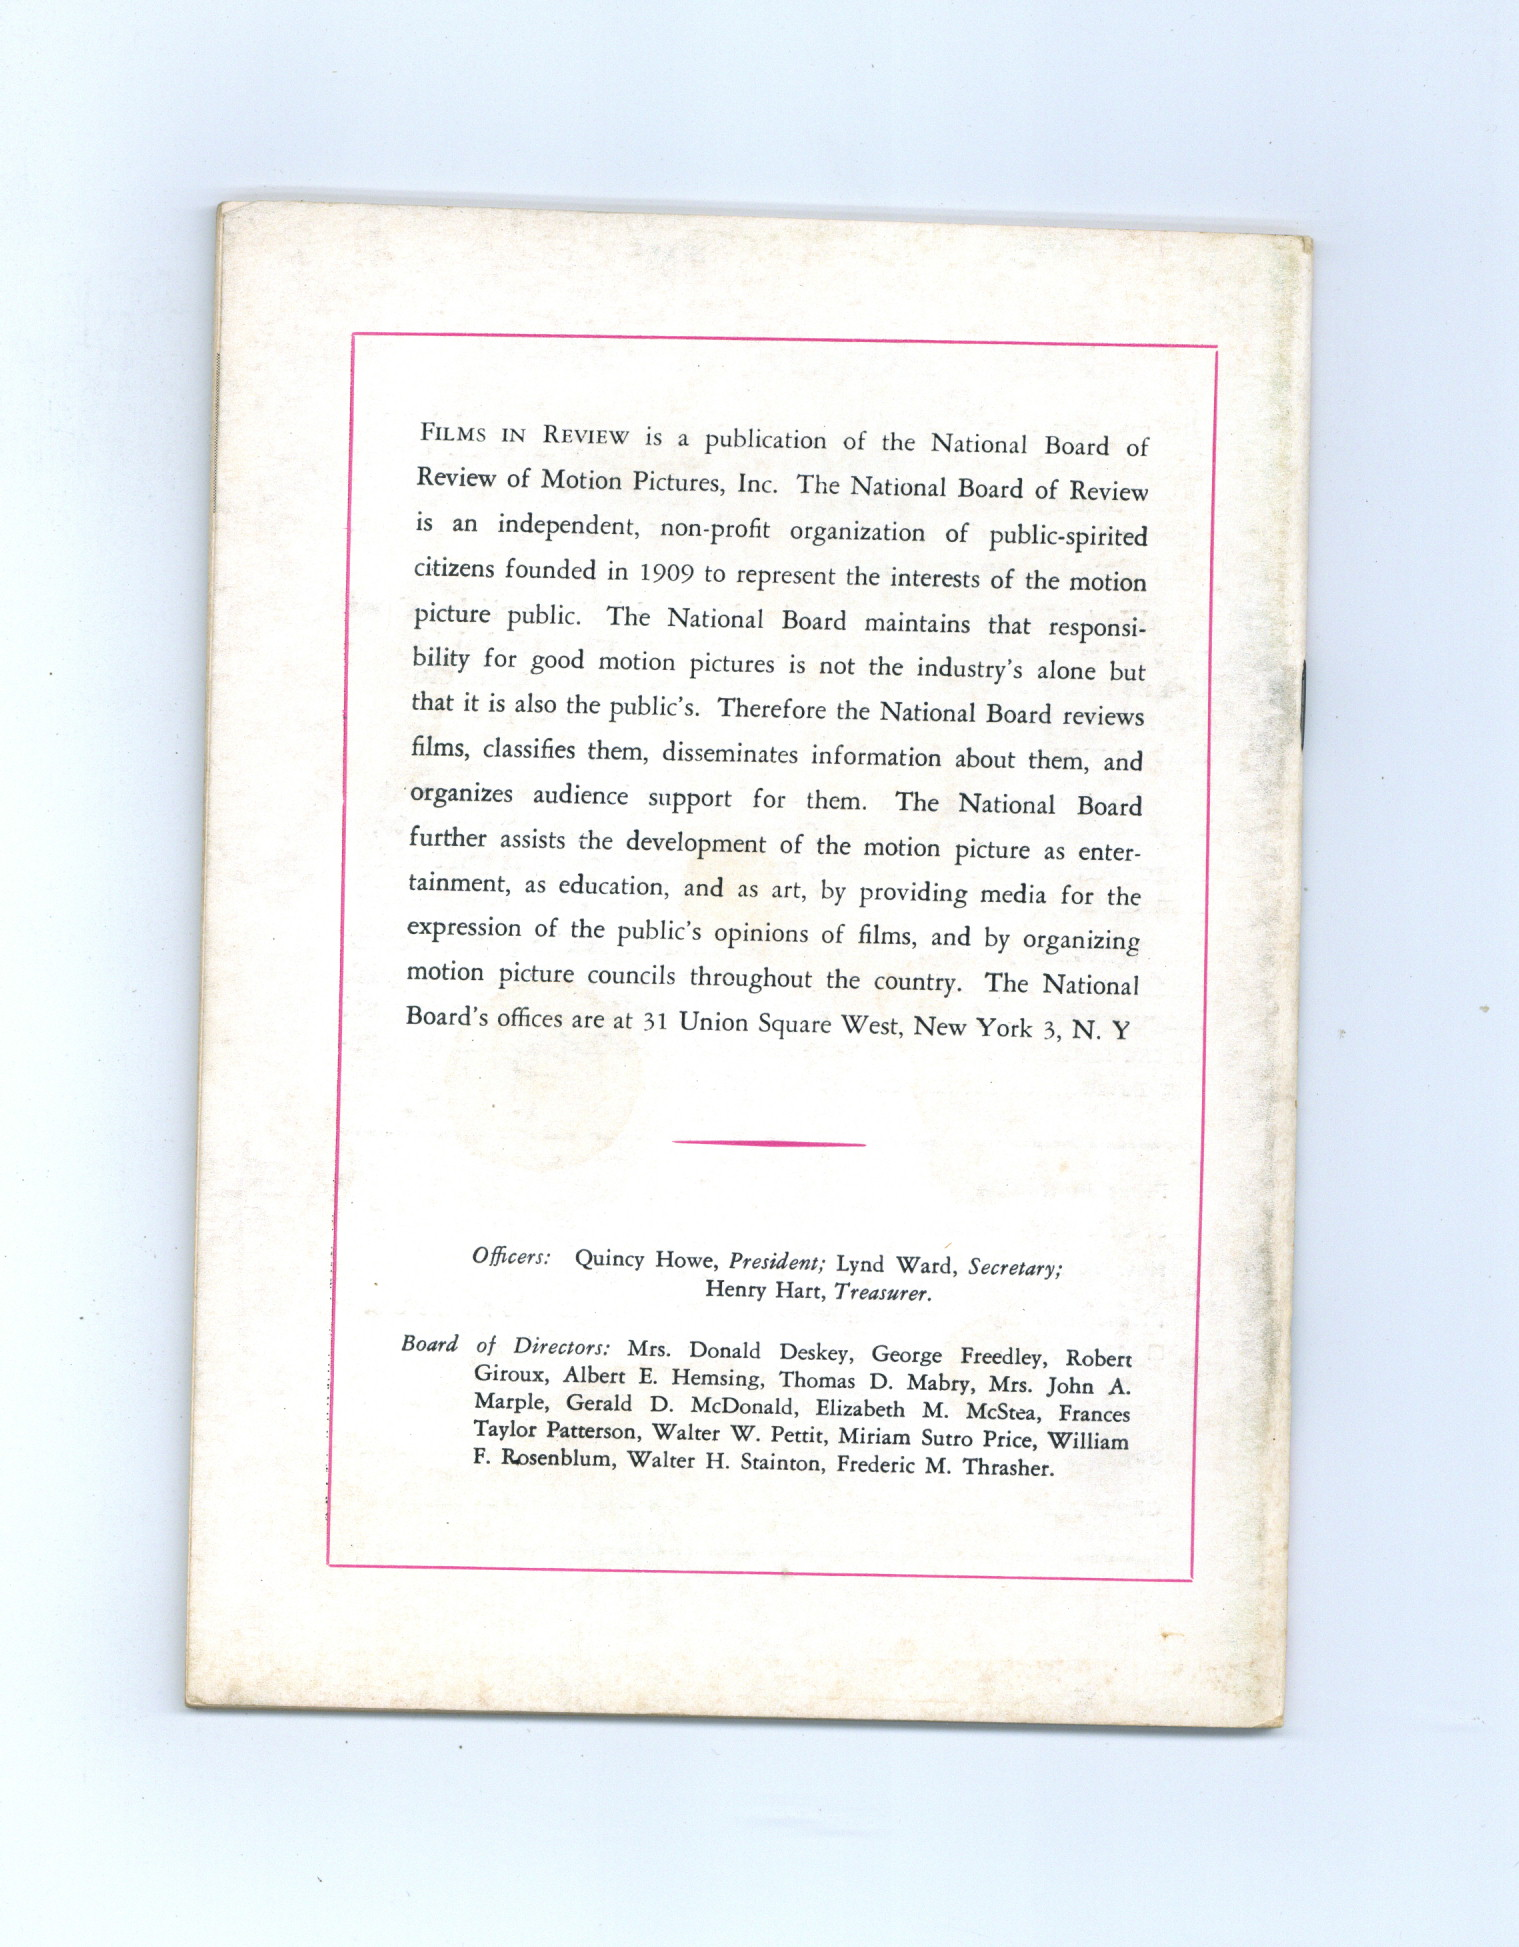 FILMS IN REVIEW is a publication of the National Board of
Review of Motion Pictures, Inc. The National Board of Review
is an independent, non-profit organization of public-spirited
citizens founded in 1909 to represent the interests of the motion
picture public. The National Board maintains that responsi-
bility for good motion pictures is not the industry's alone but
that it is also the public's. Therefore the National Board reviews
films, classifies them, disseminates information about them, and
organizes audience support for them. The National Board
further assists the development of the motion picture as enter-
tainment, as education, and as art, by providing media for the
expression of the public's opinions of films, and by organizing
motion picture councils throughout the country. The National
Board's offices are at 31 Union Square West, New York 3, N. Y
Officers: Quincy Howe, President; Lynd Ward, Secretary;
Henry Hart, Treasurer.
Board of Directors: Mrs. Donald Deskey, George Freedley, Robert
Giroux, Albert E. Hemsing, Thomas D. Mabry, Mrs. John A.
Marple, Gerald D. McDonald, Elizabeth M. McStea, Frances
Taylor Patterson, Walter W. Pettit, Miriam Sutro Price, William
F. Rosenblum, Walter H. Stainton, Frederic M. Thrasher.